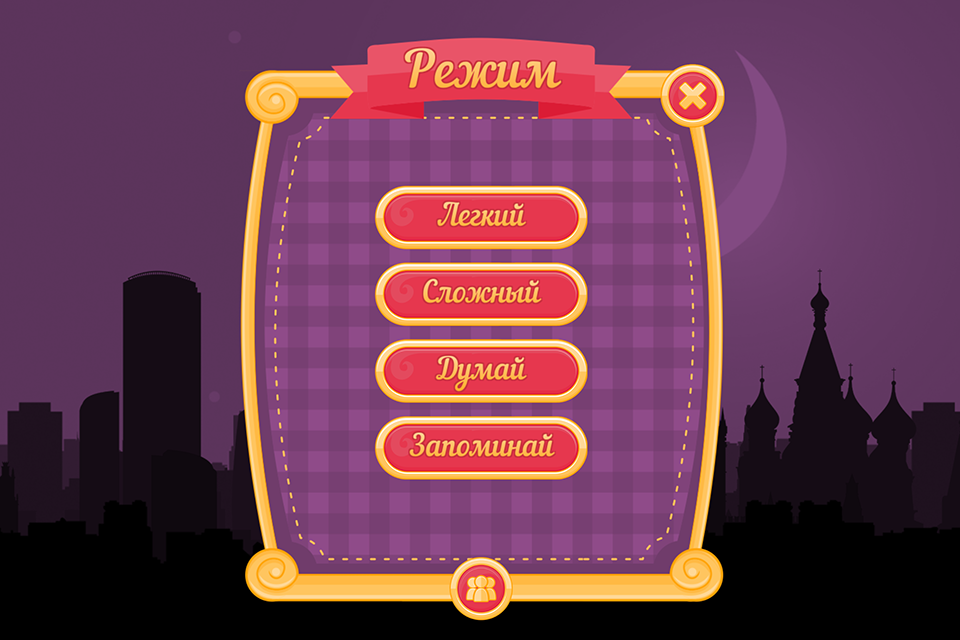 Режим
Легкий
Сложный
Думай
Запоминай